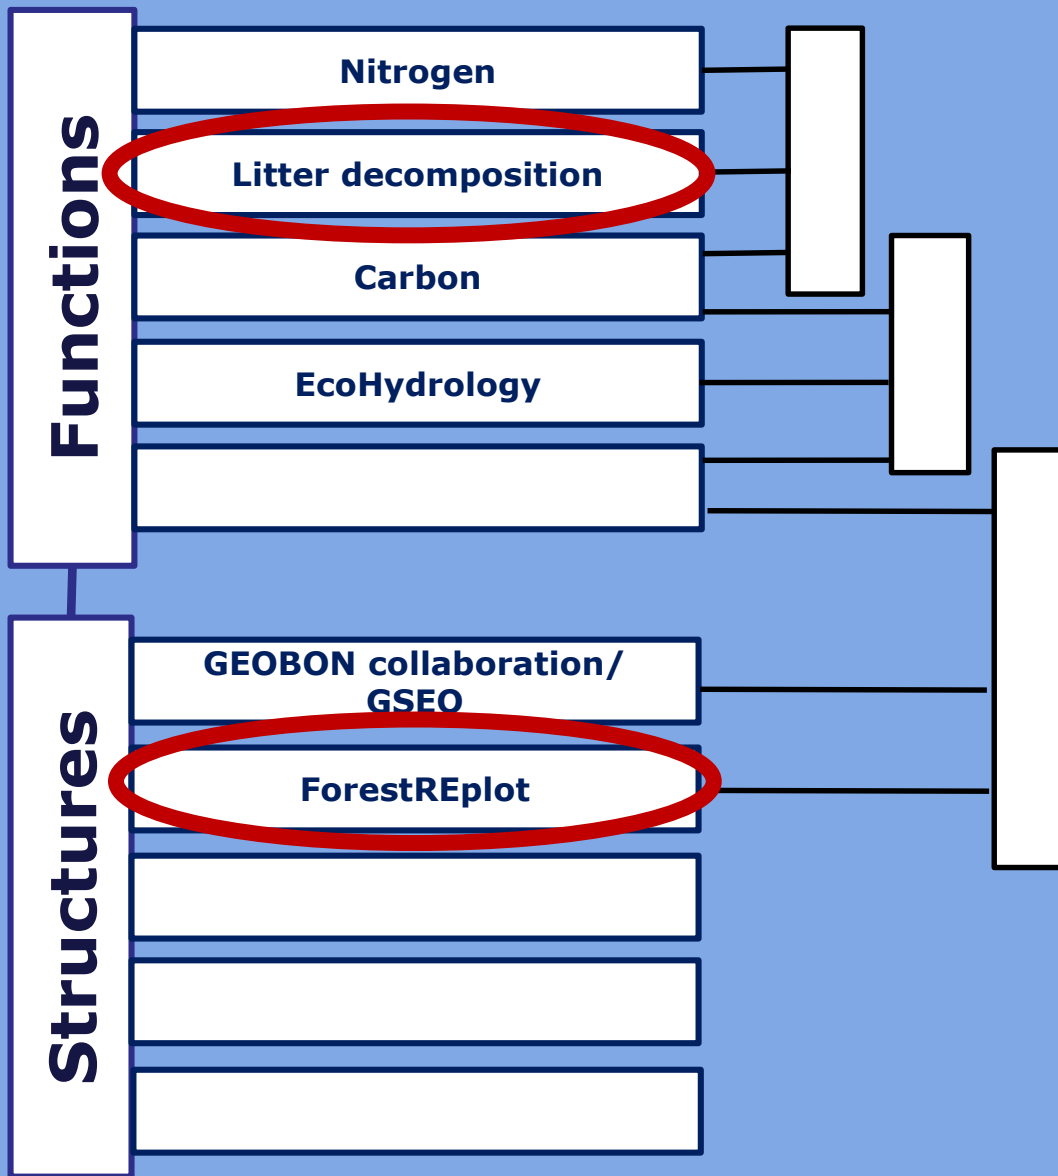 Functions
Nitrogen
Litter decomposition
Carbon
EcoHydrology
Structures
GEOBON collaboration/
GSEO
ForestREplot